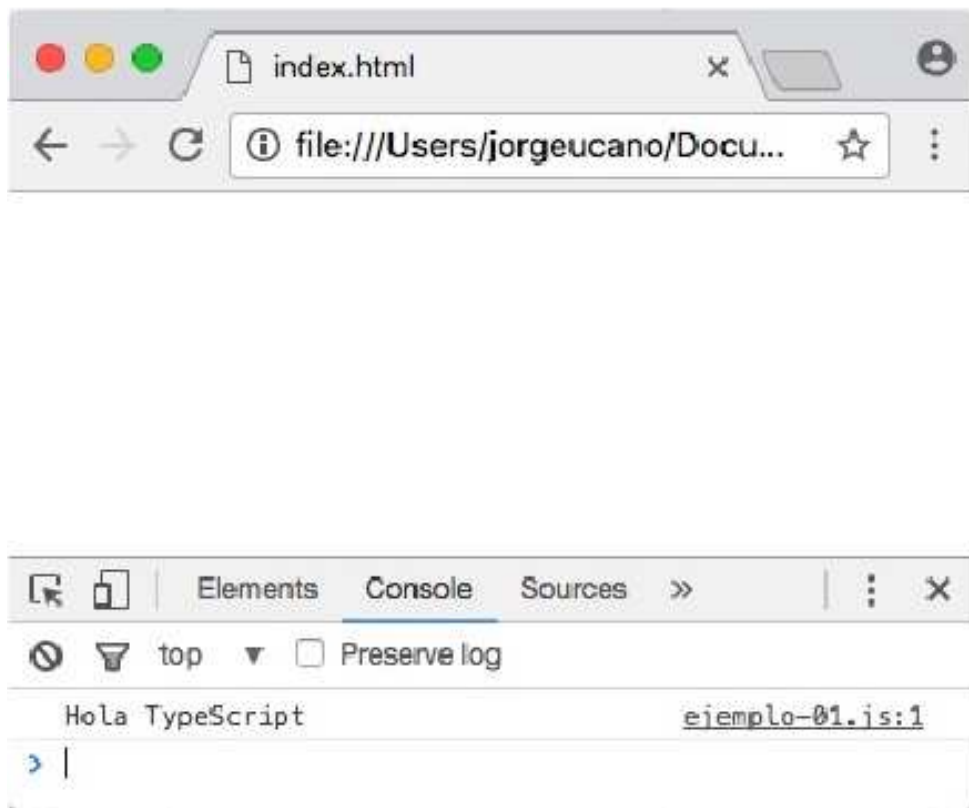 index.html
file:///Users/jorgeucano/Docu...
Elements Console Sources »
top Preserve log
Hola TypeScript ejemplo-01.js:1